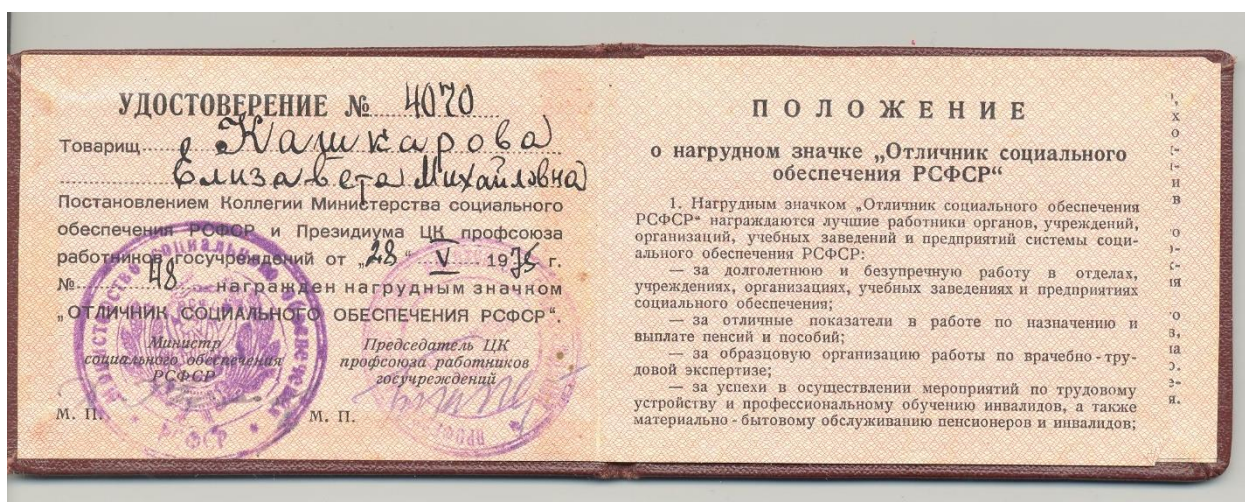 УДОСТОВЕРЕНИЕ № 4070
Товарищ Кашкарова
Елизавета Михайловна
Постановлением Коллегии Министерства социального
обеспечения РСФСР и Президиума ЦК профсоюза
работников госучреждений от „28“ V 1975 г.
№ 48 награжден нагрудным значком
„ОТЛИЧНИК СОЦИАЛЬНОГО ОБЕСПЕЧЕНИЯ РСФСР“.
Министр
социального обеспечения
РСФСР
Председатель ЦК
профсоюза работников
госучреждений
М. П.
М. П.
Министерство социального обеспечения
РСФСР
ПОЛОЖЕНИЕ
о нагрудном значке „Отличник социального
обеспечения РСФСР“
1. Нагрудным значком „Отличник социального обеспечения
РСФСР“ награждаются лучшие работники органов, учреждений,
организаций, учебных заведений и предприятий системы соци-
ального обеспечения РСФСР:
— за долголетнюю и безупречную работу в отделах,
учреждениях, организациях, учебных заведениях и предприятиях
социального обеспечения;
— за отличные показатели в работе по назначению и
выплате пенсий и пособий;
— за образцовую организацию работы по врачебно-тру-
довой экспертизе;
— за успехи в осуществлении мероприятий по трудовому
устройству и профессиональному обучению инвалидов, а также
материально-бытовому обслуживанию пенсионеров и инвалидов;